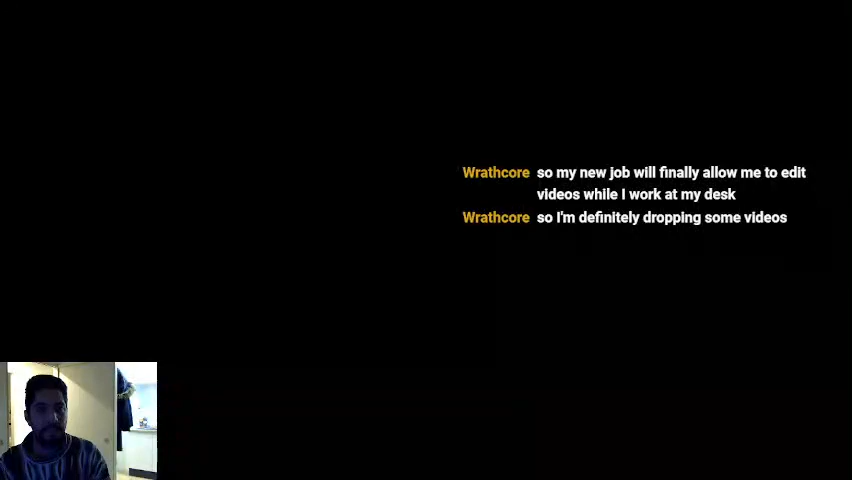 Wrathcore so my new job will finally allow me to edit
videos while I work at my desk
Wrathcore so I'm definitely dropping some videos